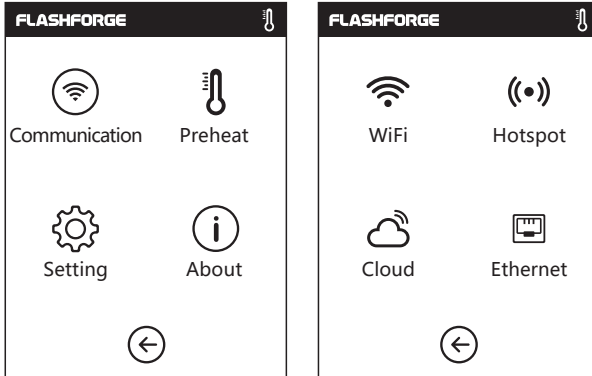 FLASHFORGE
Communication Preheat
Setting About
FLASHFORGE
WiFi Hotspot
Cloud Ethernet